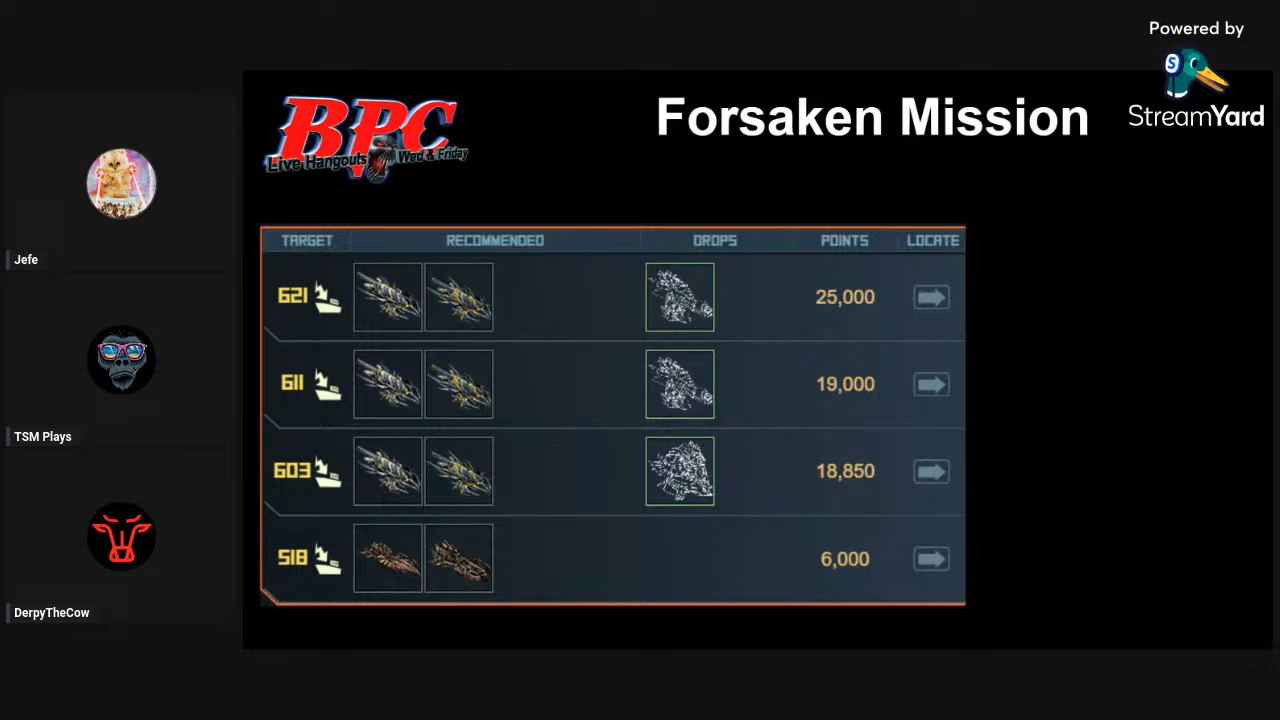 Powered by
StreamYard
BPC
Live Hangouts Wed & Friday
Forsaken Mission
Jefe
TSM Plays
DerpyTheCow
TARGET RECOMMENDED DROPS POINTS LOCATE
621 25,000
611 19,000
603 18,850
518 6,000